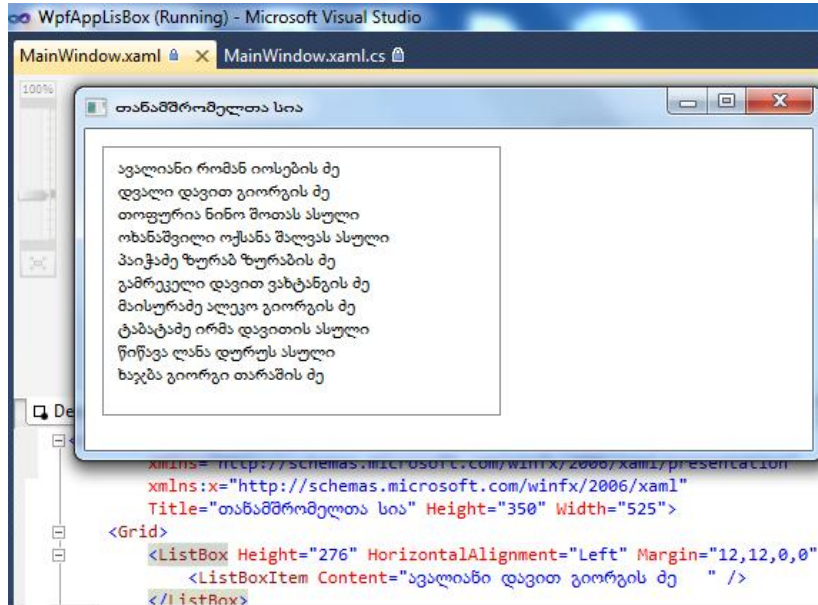 WpfAppLisBox (Running) - Microsoft Visual Studio
MainWindow.xaml MainWindow.xaml.cs
100%
თანამშრომელთა სია
ავალიანი რომან იოსების ძე
დვალი დავით გიორგის ძე
თოფურია ნინო შოთას ასული
ოხანაშვილი ოქსანა შალვას ასული
პაიჭაძე ზურაბ ზურაბის ძე
გამრეკელი დავით ვახტანგის ძე
მაისურაძე ალეკო გიორგის ძე
ტაბატაძე ირმა დავითის ასული
წიწავა ლანა დურუს ასული
ხაჯბა გიორგი თარაშის ძე
De
xmlns="http://schemas.microsoft.com/winfx/2006/xaml/presentation"
xmlns:x="http://schemas.microsoft.com/winfx/2006/xaml"
Title="თანამშრომელთა სია" Height="350" Width="525">
<Grid>
<ListBox Height="276" HorizontalAlignment="Left" Margin="12,12,0,0"
<ListBoxItem Content="ავალიანი დავით გიორგის ძე " />
</ListBox>